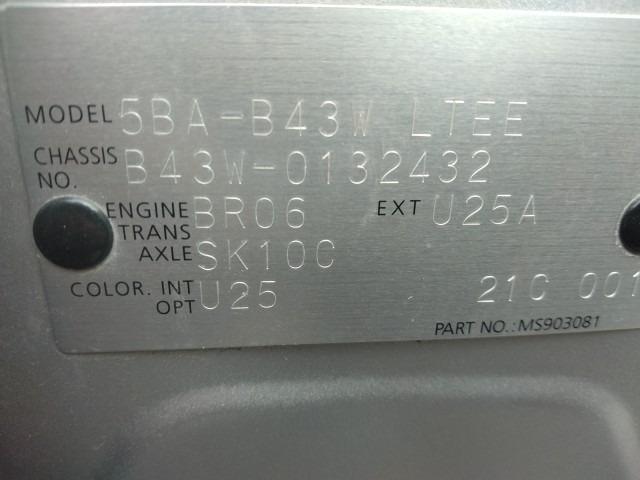 MODEL 5BA-B43W LTEE
CHASSIS NO. B43W-0132432
ENGINE BR06 EXT U25A
TRANS AXLE SK10C
COLOR. INT U25 21C 001
OPT
PART NO.:MS903081